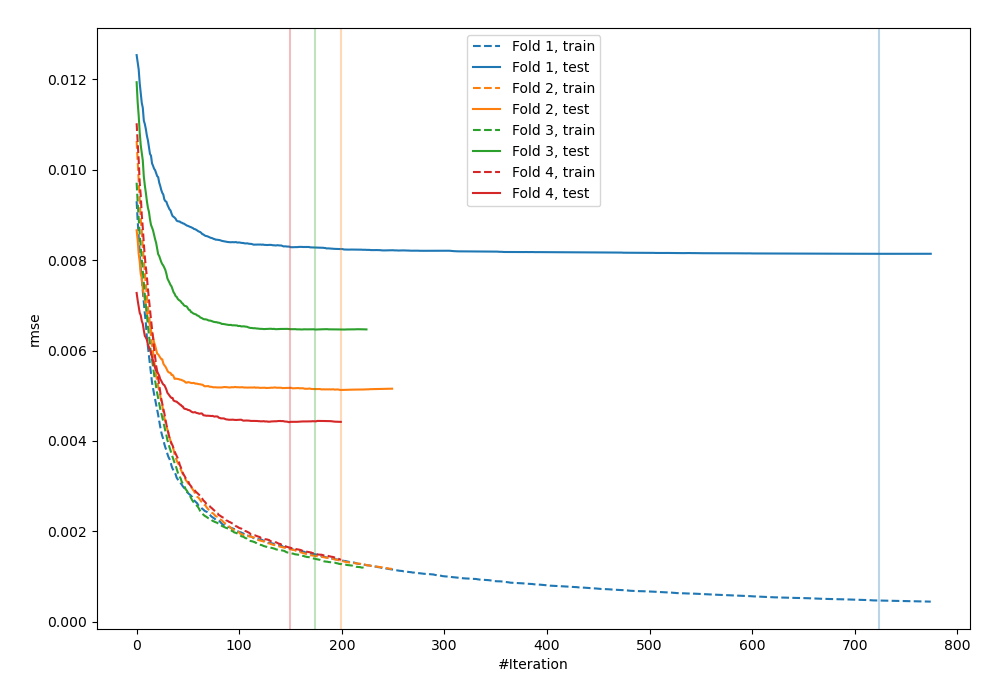 Fold 1, train
Fold 1, test
Fold 2, train
Fold 2, test
Fold 3, train
Fold 3, test
Fold 4, train
Fold 4, test
0.012
0.010
0.008
0.006
0.004
0.002
0.000
rmse
0 100 200 300 400 500 600 700 800
#Iteration